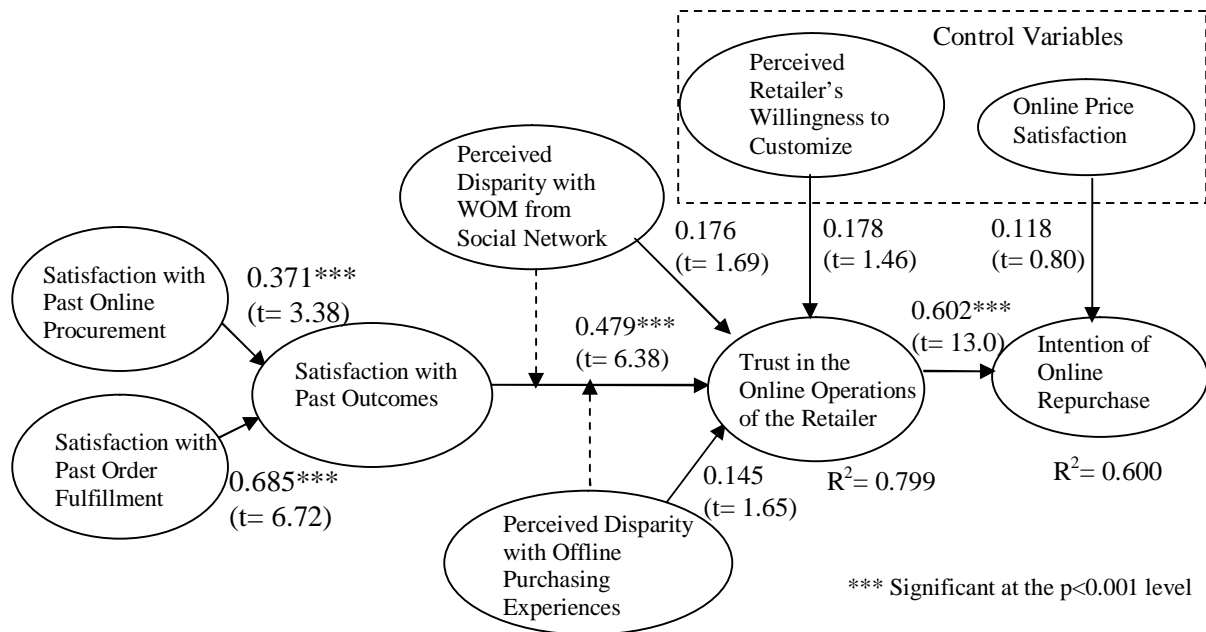 Control Variables
Perceived
Retailer's
Willingness to
Customize
Online Price
Satisfaction
Perceived
Disparity with
WOM from
Social Network
0.176
(t= 1.69)
0.178
(t= 1.46)
0.118
(t= 0.80)
Satisfaction with
Past Online
Procurement
0.371***
(t= 3.38)
0.479***
(t= 6.38)
0.602***
(t= 13.0)
Satisfaction with
Past Outcomes
Trust in the
Online Operations
of the Retailer
Intention of
Online
Repurchase
Satisfaction with
Past Order
Fulfillment
0.685***
(t= 6.72)
0.145
(t= 1.65)
R²= 0.799
R²= 0.600
Perceived Disparity
with Offline
Purchasing
Experiences
*** Significant at the p<0.001 level